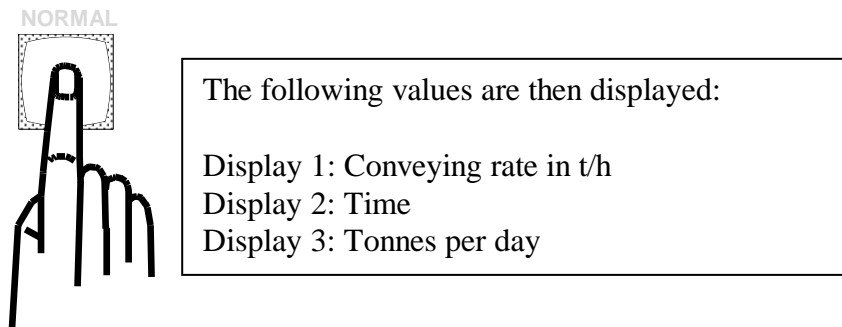 NORMAL
The following values are then displayed:
Display 1: Conveying rate in t/h
Display 2: Time
Display 3: Tonnes per day